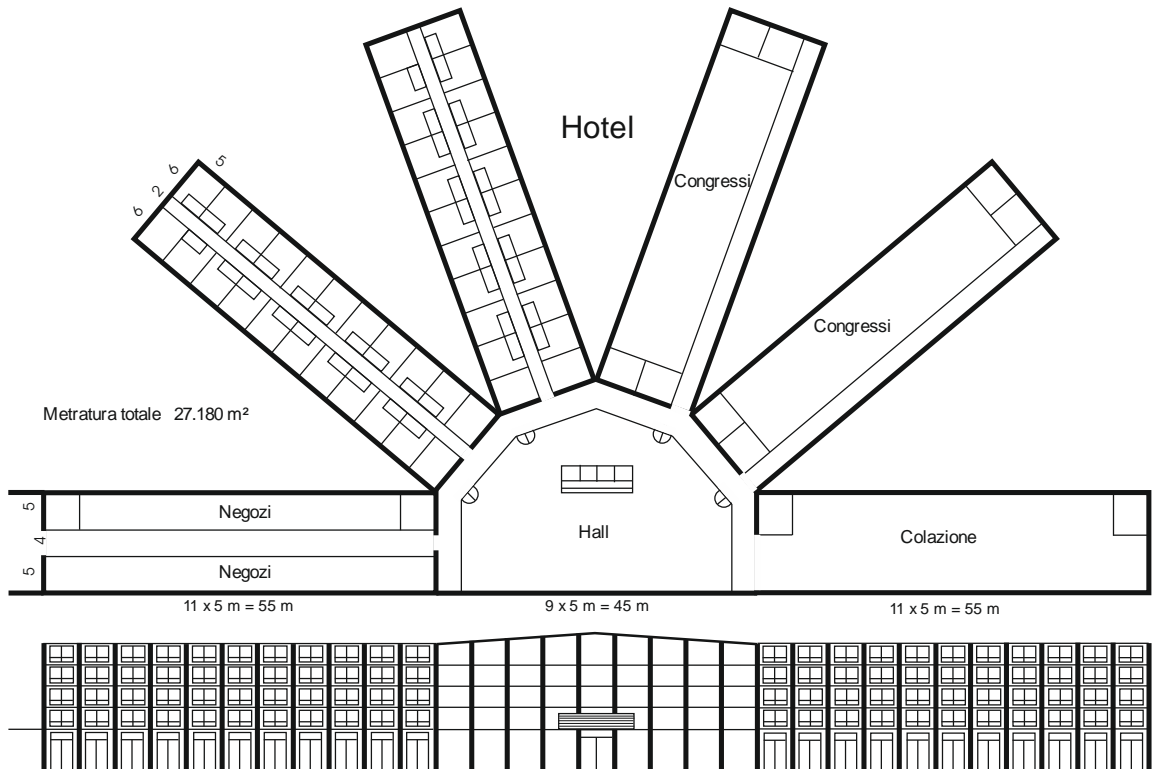 Hotel
Congressi
5
6
2
6
Congressi
Metratura totale 27.180 m²
5
Negozi
4
Hall
Colazione
5
Negozi
11 x 5 m = 55 m
9 x 5 m = 45 m
11 x 5 m = 55 m